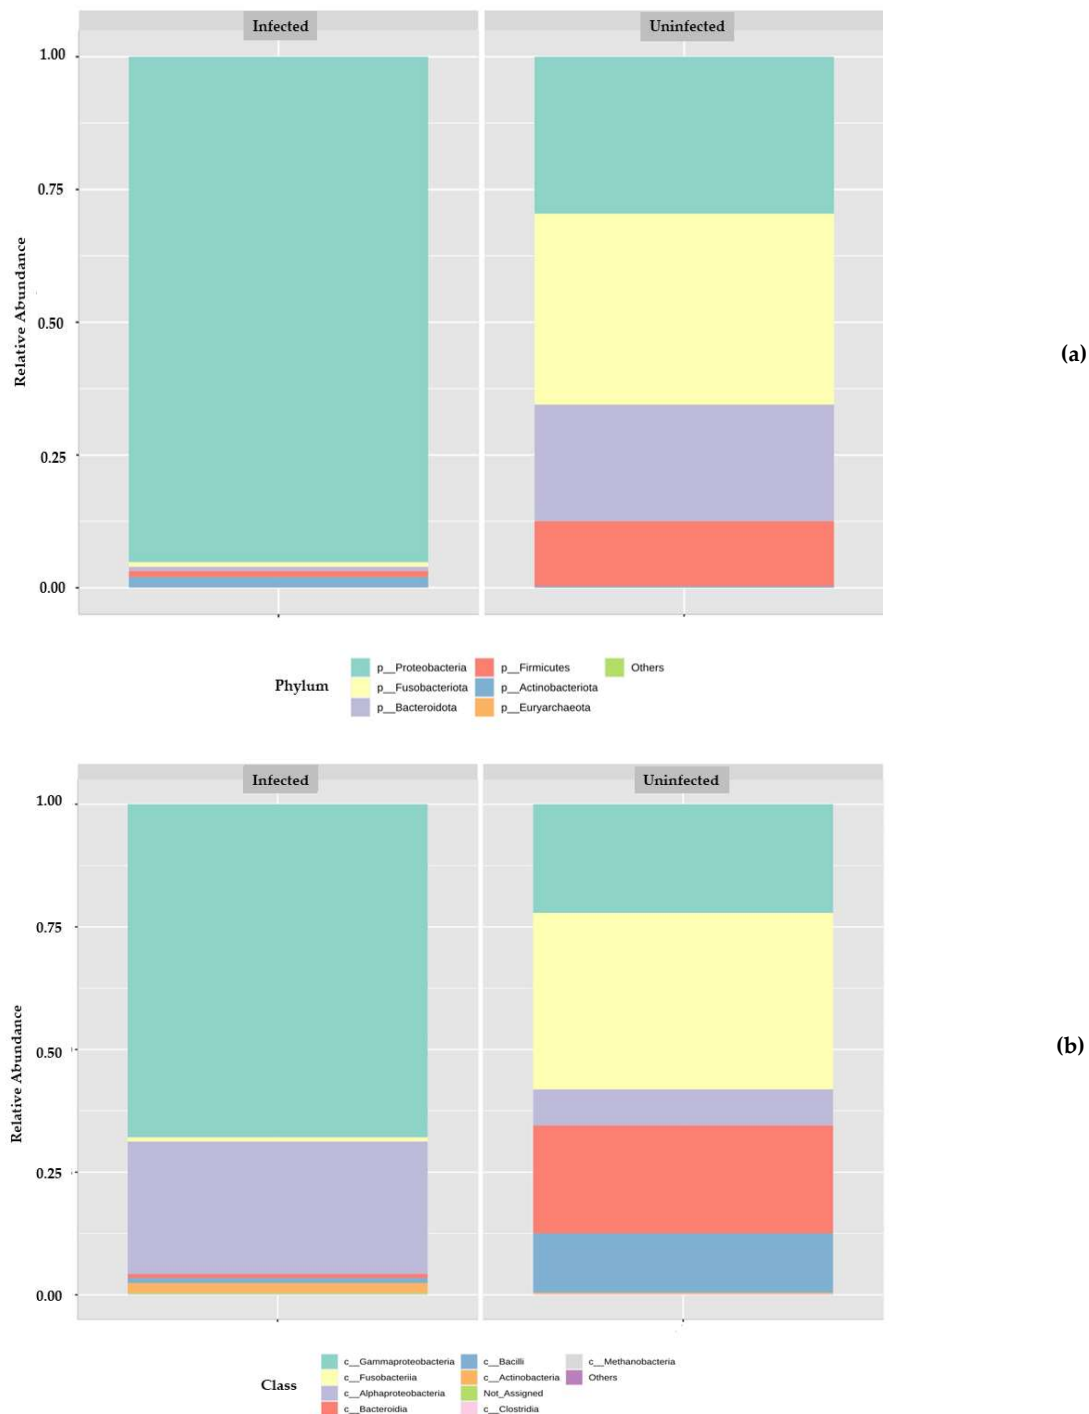 Infected Uninfected
1.00
0.75
0.50
0.25
0.00
Relative Abundance
(a)
Phylum
p__Proteobacteria p__Firmicutes Others
p__Fusobacteriota p__Actinobacteriota
p__Bacteroidota p__Euryarchaeota
Infected Uninfected
1.00
0.75
0.50
0.25
0.00
Relative Abundance
(b)
Class
c__Gammaproteobacteria c__Bacilli c__Methanobacteria
c__Fusobacteriia c__Actinobacteria Others
c__Alphaproteobacteria Not_Assigned
c__Bacteroidia c__Clostridia